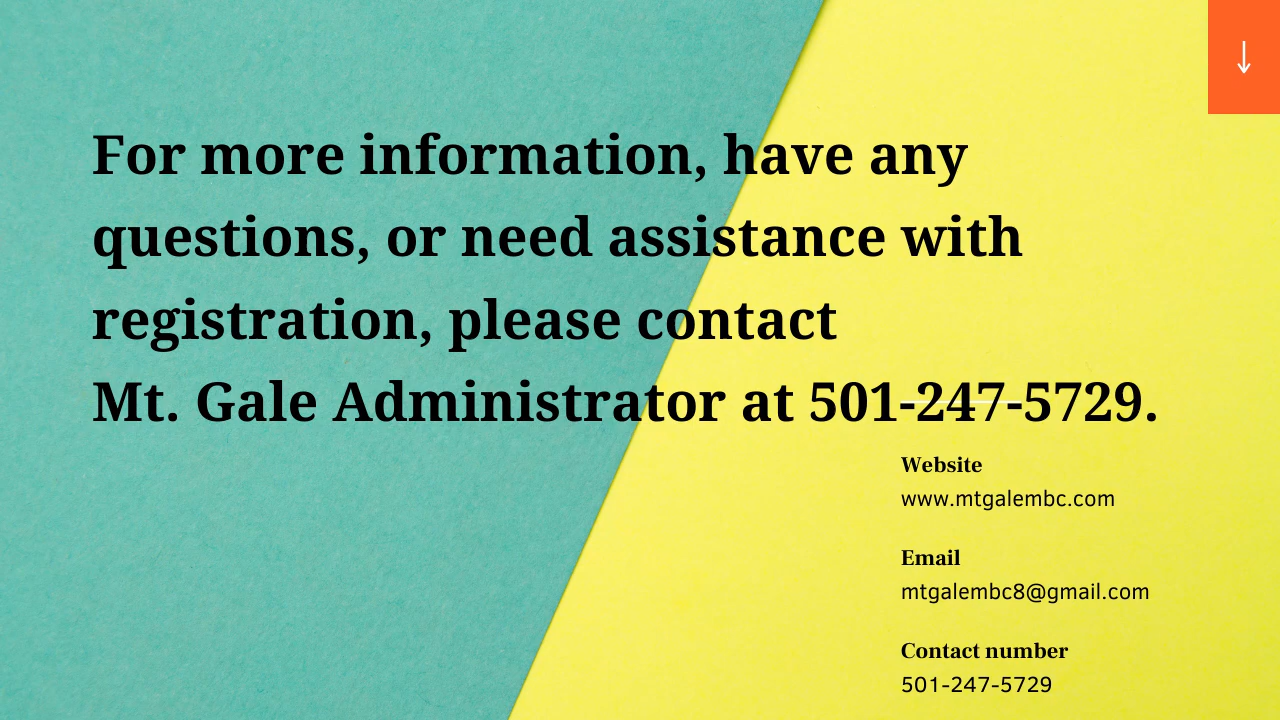 For more information, have any
questions, or need assistance with
registration, please contact
Mt. Gale Administrator at 501-247-5729.
Website
www.mtgalembc.com
Email
mtgalembc8@gmail.com
Contact number
501-247-5729